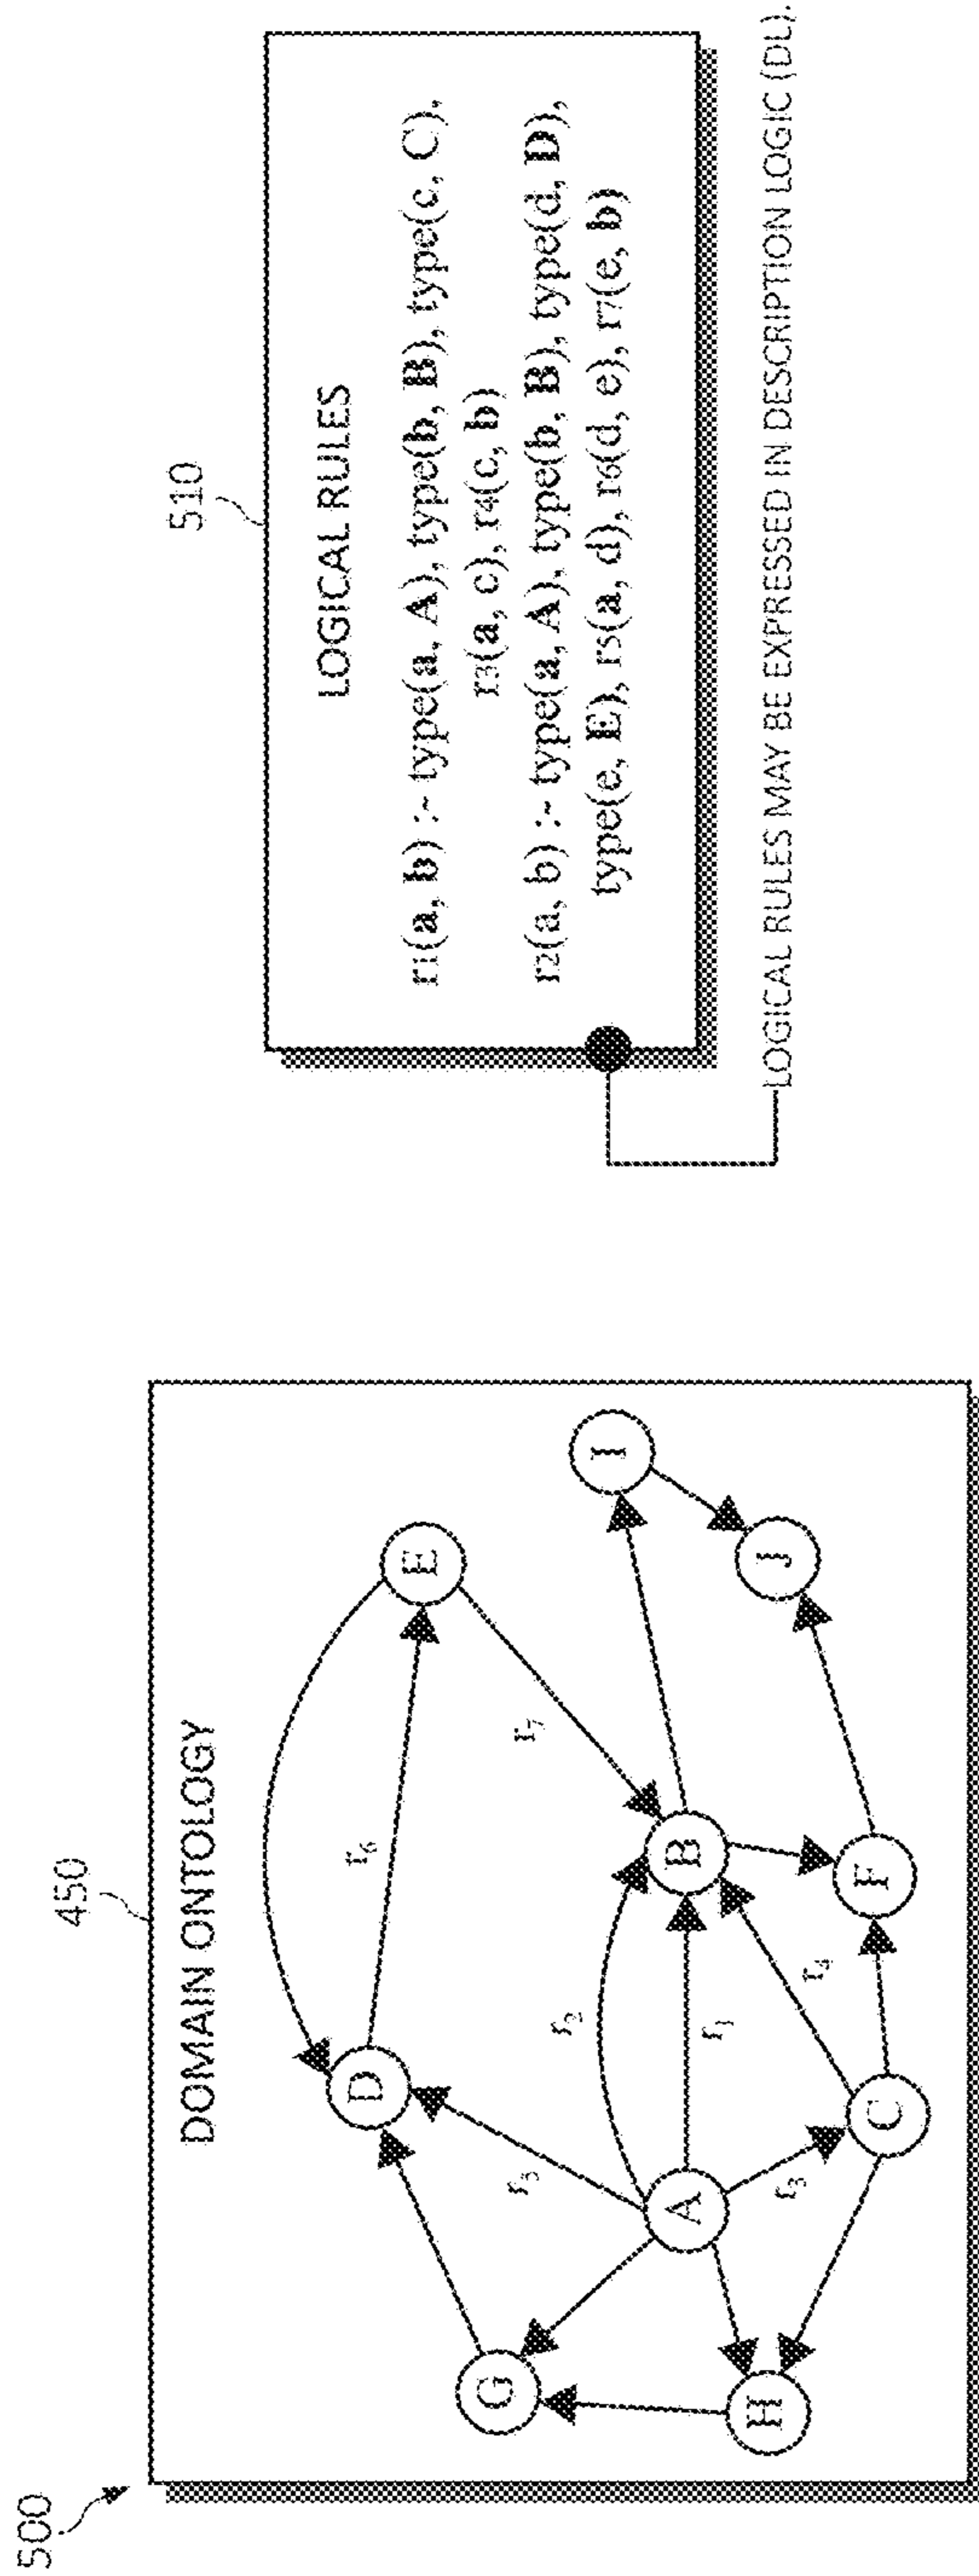 500
450
DOMAIN ONTOLOGY
E
D
r₆
r₇
I
G
r₅
r₂
J
A
r₁
B
r₃
r₄
H
C
F
510
LOGICAL RULES
r1(a, b) :- type(a, A), type(b, B), type(c, C),
r3(a, c), r4(c, b)
r2(a, b) :- type(a, A), type(b, B), type(d, D),
type(e, E), r5(a, d), r6(d, e), r7(e, b)
LOGICAL RULES MAY BE EXPRESSED IN DESCRIPTION LOGIC (DL).